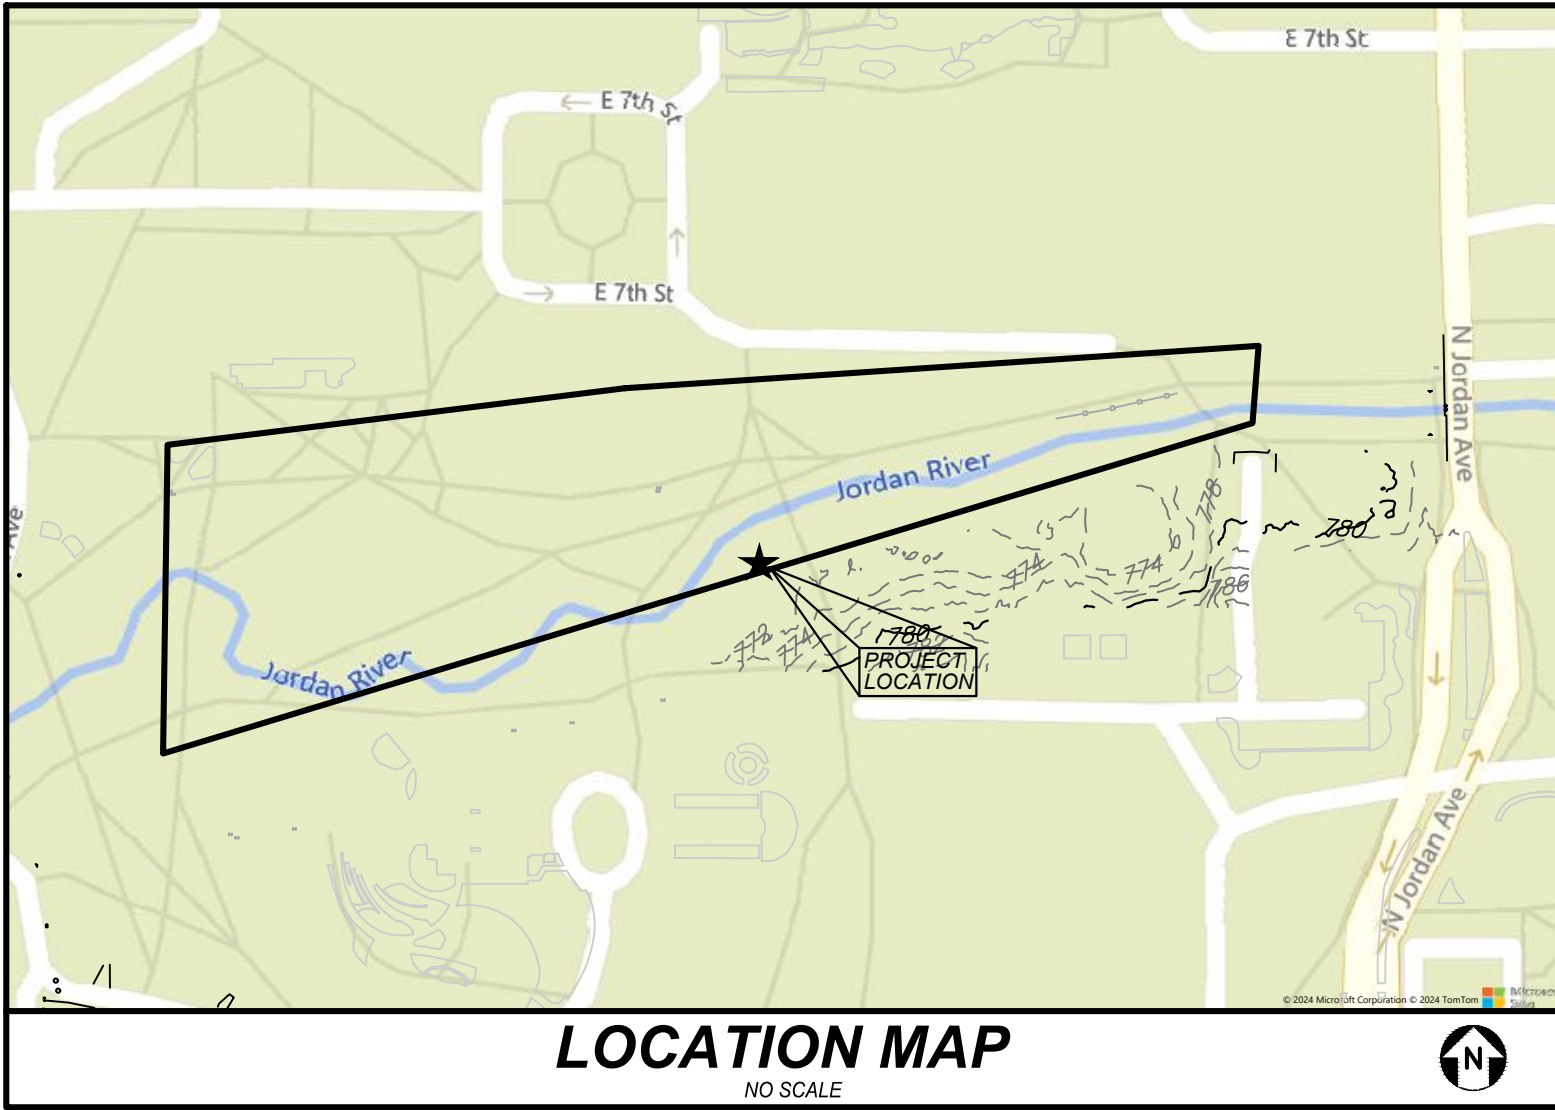 E 7th St
E 7th St
E 7th St
N Jordan Ave
Jordan River
Ave
778
780
774
774
786
772
774
780
PROJECT
LOCATION
Jordan River
N Jordan Ave
© 2024 Microsoft Corporation © 2024 TomTom
LOCATION MAP
NO SCALE
N